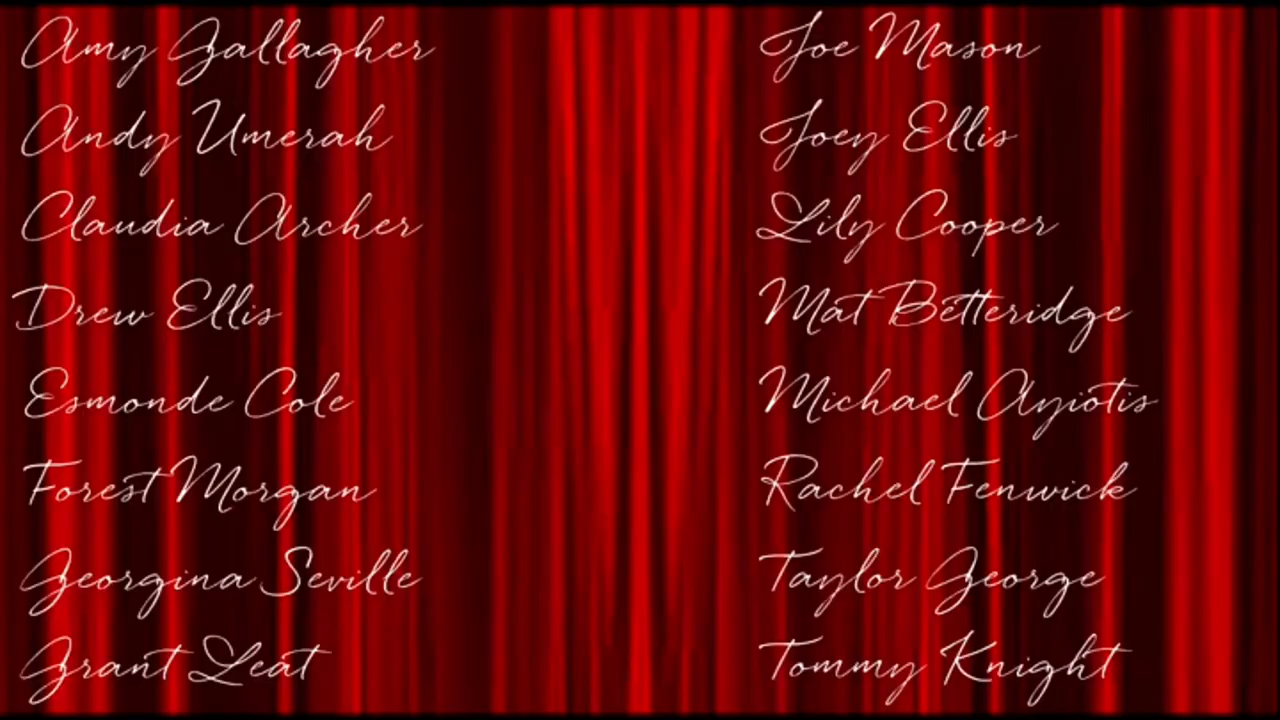 Amy Gallagher
Andy Umerah
Claudia Archer
Drew Ellis
Esmonde Cole
Forest Morgan
Georgina Seville
Grant Leat
Joe Mason
Joey Ellis
Lily Cooper
Mat Betteridge
Michael Ayiotis
Rachel Fenwick
Taylor George
Tommy Knight